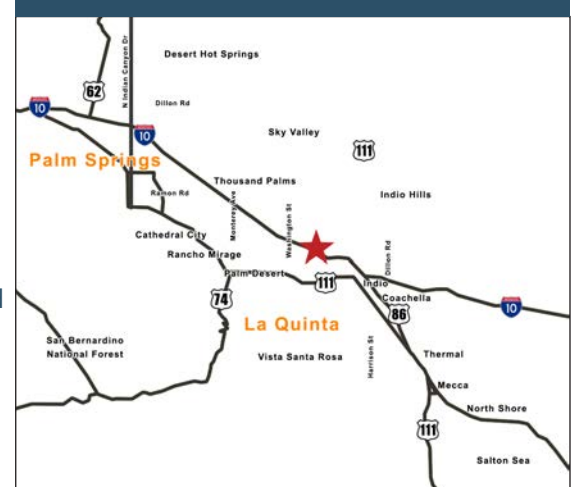 N Indian Canyon Dr
Desert Hot Springs
62
Dillon Rd
10
10
Sky Valley
111
Palm Springs
Thousand Palms
Ramon Rd
Monterey Ave
Indio Hills
Washington St
Cathedral City
Rancho Mirage
Dillon Rd
Palm Desert
111
Indio
Coachella
74
86
10
La Quinta
San Bernardino
National Forest
Vista Santa Rosa
Harrison St
Thermal
Mecca
North Shore
111
Salton Sea